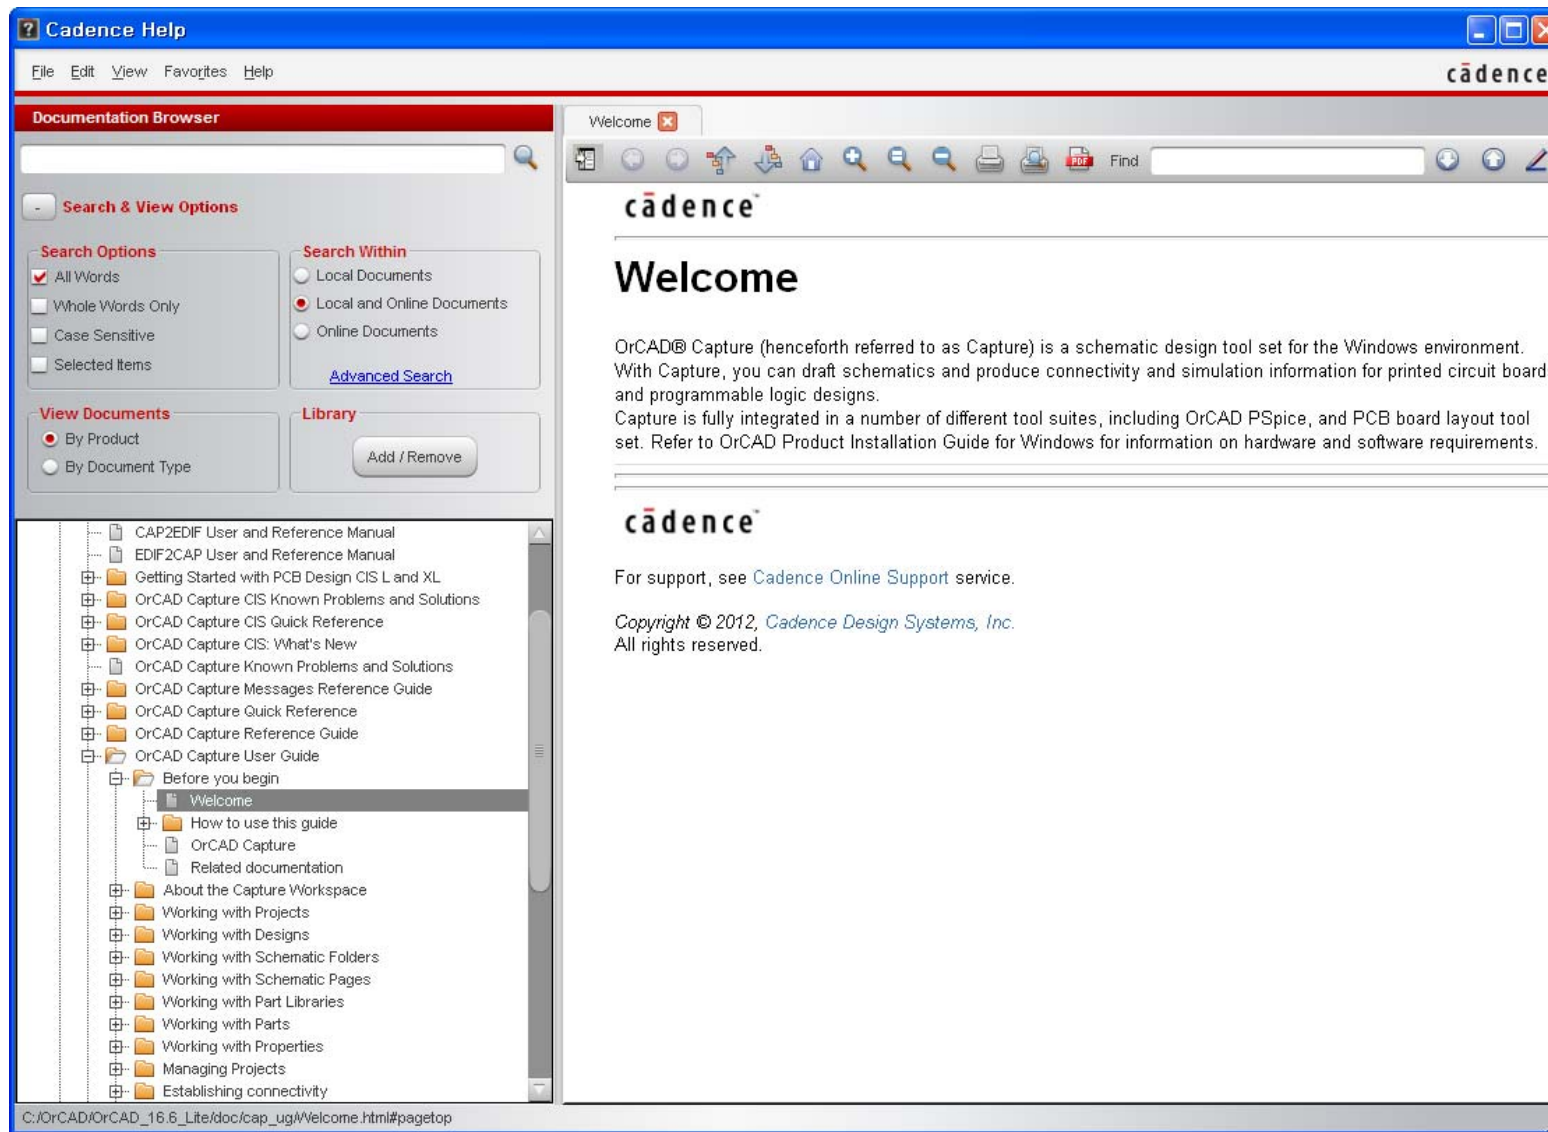 Cadence Help
File Edit View Favorites Help
cādence
Documentation Browser
Search & View Options
Search Options
All Words
Whole Words Only
Case Sensitive
Selected Items
Search Within
Local Documents
Local and Online Documents
Online Documents
Advanced Search
View Documents
By Product
By Document Type
Library
Add / Remove
CAP2EDIF User and Reference Manual
EDIF2CAP User and Reference Manual
Getting Started with PCB Design CIS L and XL
OrCAD Capture CIS Known Problems and Solutions
OrCAD Capture CIS Quick Reference
OrCAD Capture CIS: What's New
OrCAD Capture Known Problems and Solutions
OrCAD Capture Messages Reference Guide
OrCAD Capture Quick Reference
OrCAD Capture Reference Guide
OrCAD Capture User Guide
Before you begin
Welcome
How to use this guide
OrCAD Capture
Related documentation
About the Capture Workspace
Working with Projects
Working with Designs
Working with Schematic Folders
Working with Schematic Pages
Working with Part Libraries
Working with Parts
Working with Properties
Managing Projects
Establishing connectivity
Welcome
PDF Find
cādence™
Welcome
OrCAD® Capture (henceforth referred to as Capture) is a schematic design tool set for the Windows environment.
With Capture, you can draft schematics and produce connectivity and simulation information for printed circuit board
and programmable logic designs.
Capture is fully integrated in a number of different tool suites, including OrCAD PSpice, and PCB board layout tool
set. Refer to OrCAD Product Installation Guide for Windows for information on hardware and software requirements.
cādence™
For support, see Cadence Online Support service.
Copyright © 2012, Cadence Design Systems, Inc.
All rights reserved.
C:/OrCAD/OrCAD_16.6_Lite/doc/cap_ug/Welcome.html#pagetop